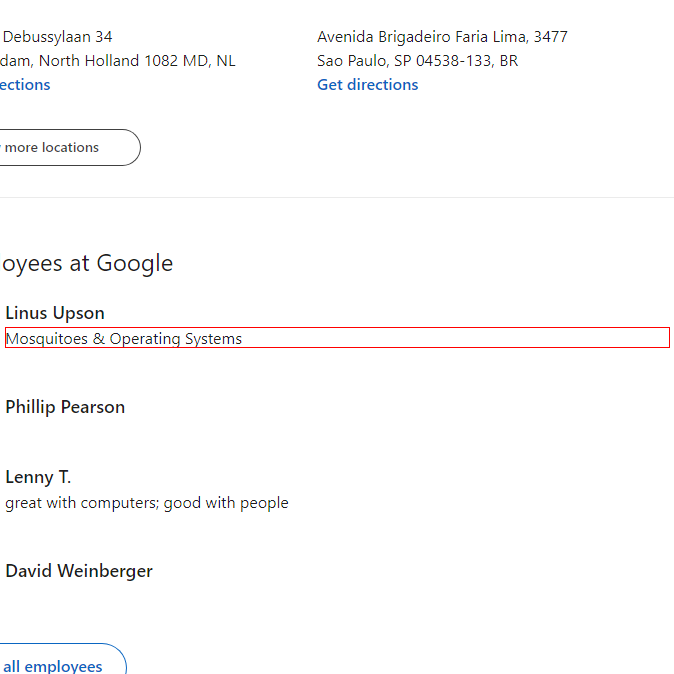 Debussylaan 34
dam, North Holland 1082 MD, NL
ections
Avenida Brigadeiro Faria Lima, 3477
Sao Paulo, SP 04538-133, BR
Get directions
more locations
oyees at Google
Linus Upson
Mosquitoes & Operating Systems
Phillip Pearson
Lenny T.
great with computers; good with people
David Weinberger
all employees